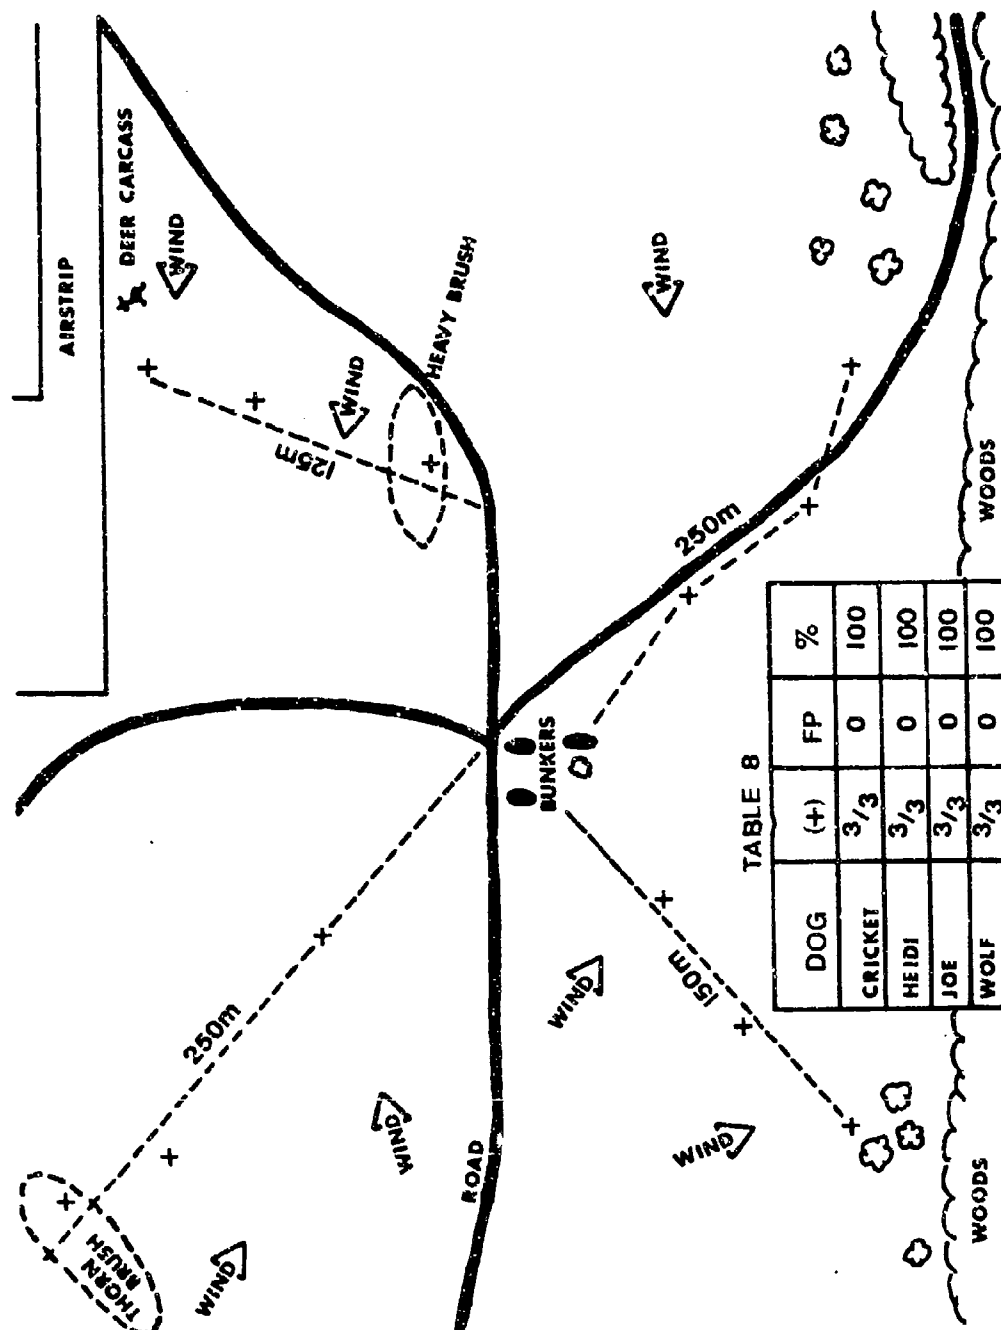 AIRSTRIP
DEER CARCASS
WIND
HEAVY BRUSH
WIND
125m
WIND
250m
WOODS
BUNKERS
250m
THORN
BRUSH
WIND
WIND
ROAD
WIND
150m
WIND
WOODS
TABLE 8
DOG (+) FP %
CRICKET 3/3 0 100
HEIDI 3/3 0 100
JOE 3/3 0 100
WOLF 3/3 0 100